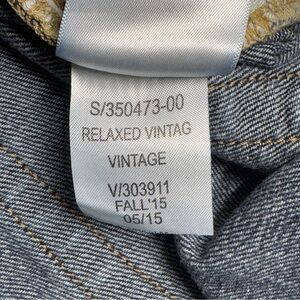 S/350473-00
RELAXED VINTAG
VINTAGE
V/303911
FALL'15
05/15